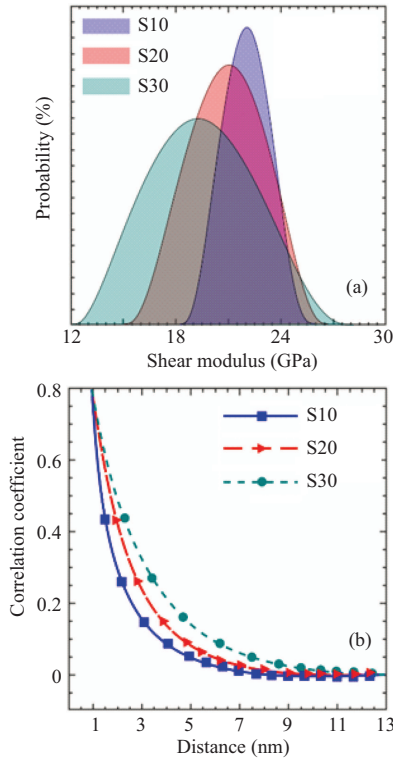 S10
S20
S30
Probability (%)
(a)
12 18 24 30
Shear modulus (GPa)
0.8
0.6
0.4
0.2
0
Correlation coefficient
S10
S20
S30
(b)
1 3 5 7 9 11 13
Distance (nm)